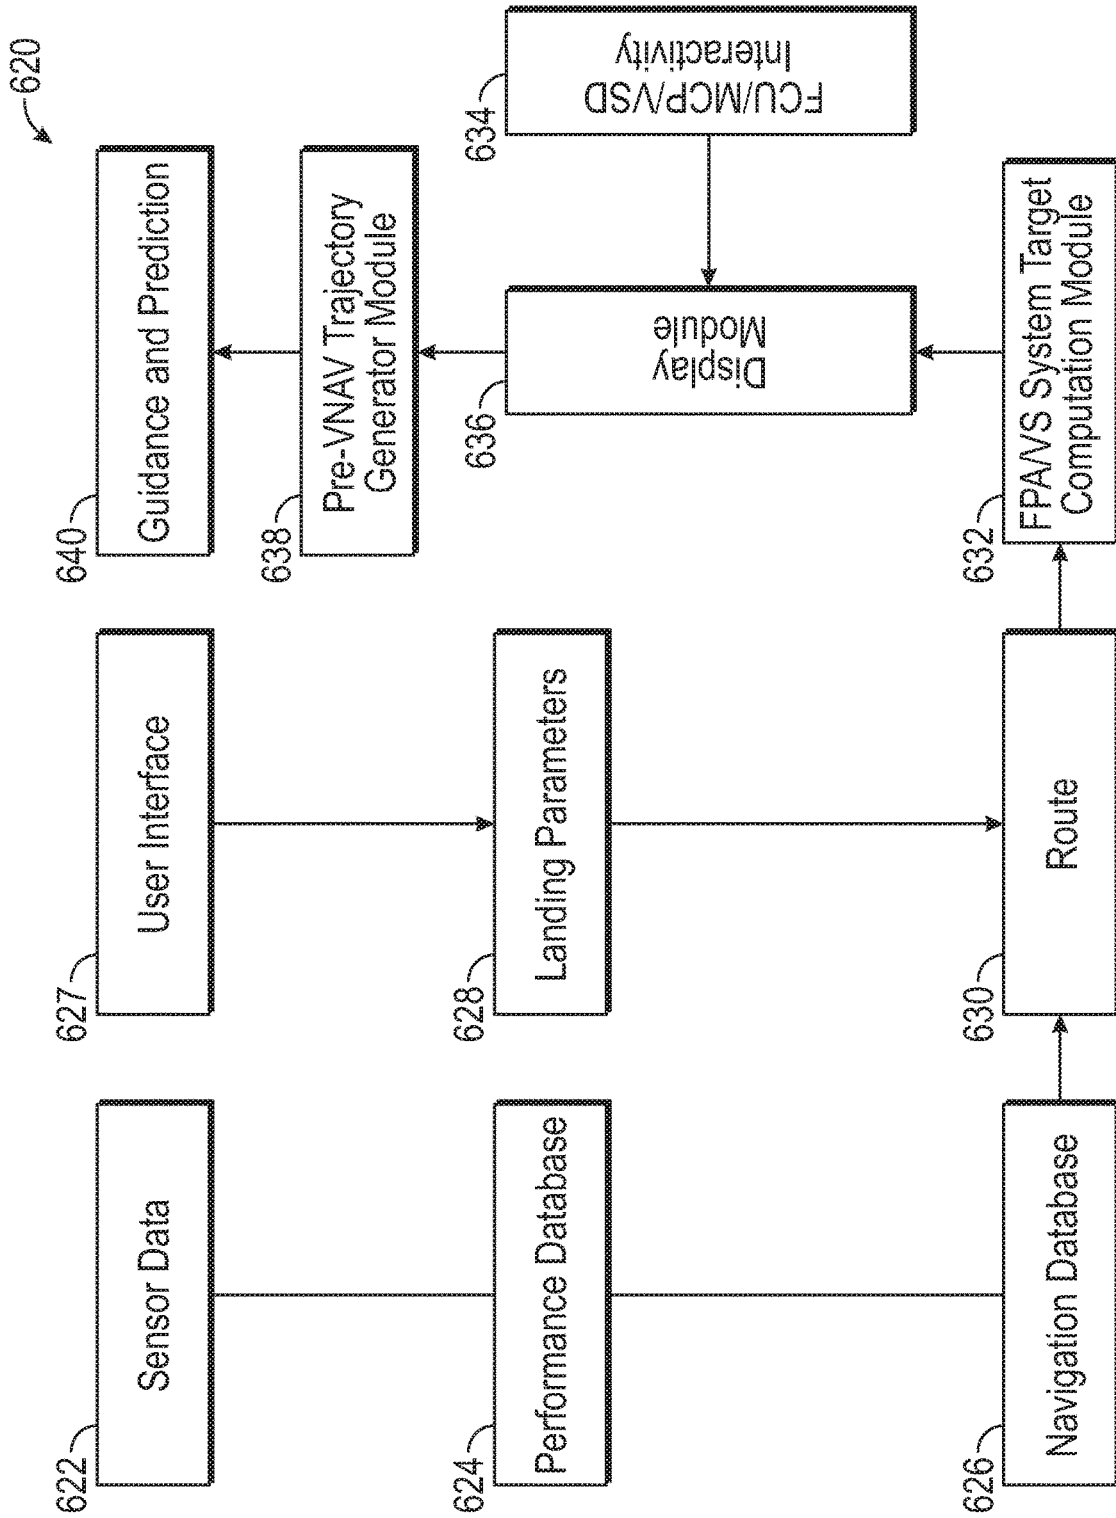 620
622
Sensor Data
624
Performance Database
626
Navigation Database
627
User Interface
628
Landing Parameters
630
Route
640
Guidance and Prediction
638
Pre-VNAV Trajectory
Generator Module
636
Display
Module
634
FCU/MCP/VSD
Interactivity
632
FPA/VS System Target
Computation Module